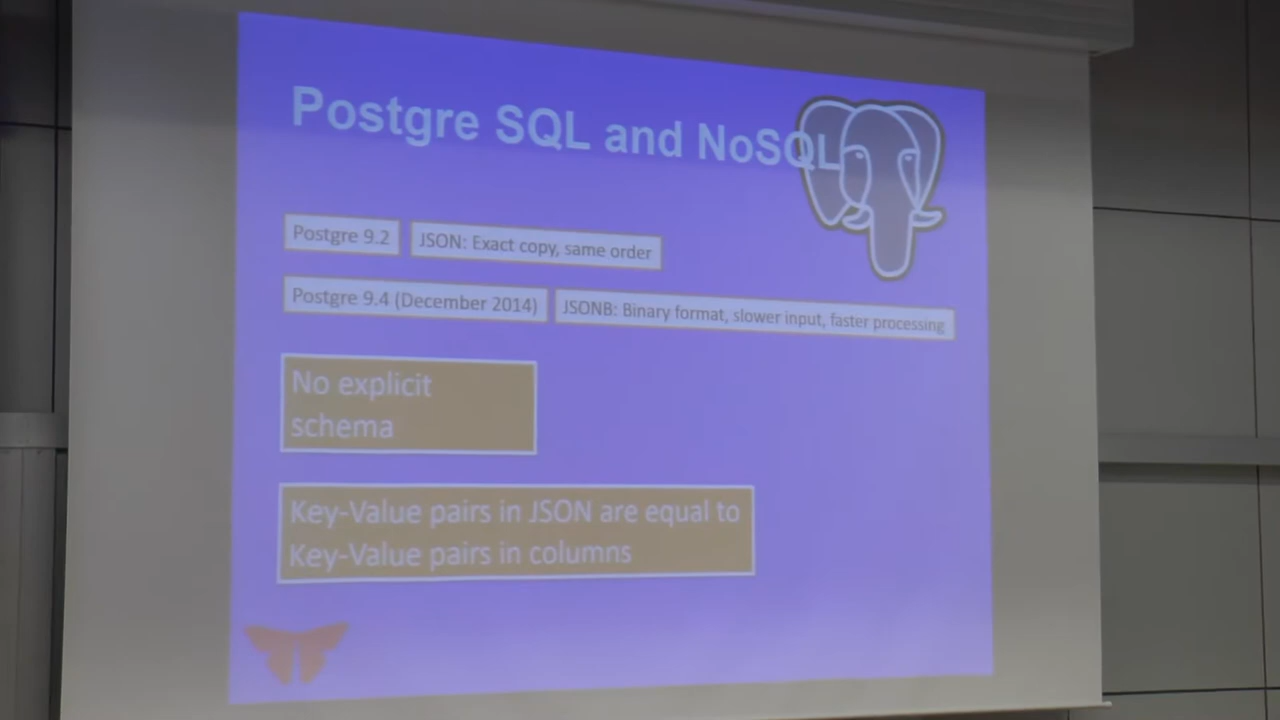 Postgre SQL and NoSQL
Postgre 9.2
JSON: Exact copy, same order
Postgre 9.4 (December 2014)
JSONB: Binary format, slower input, faster processing
No explicit
schema
Key-Value pairs in JSON are equal to
Key-Value pairs in columns